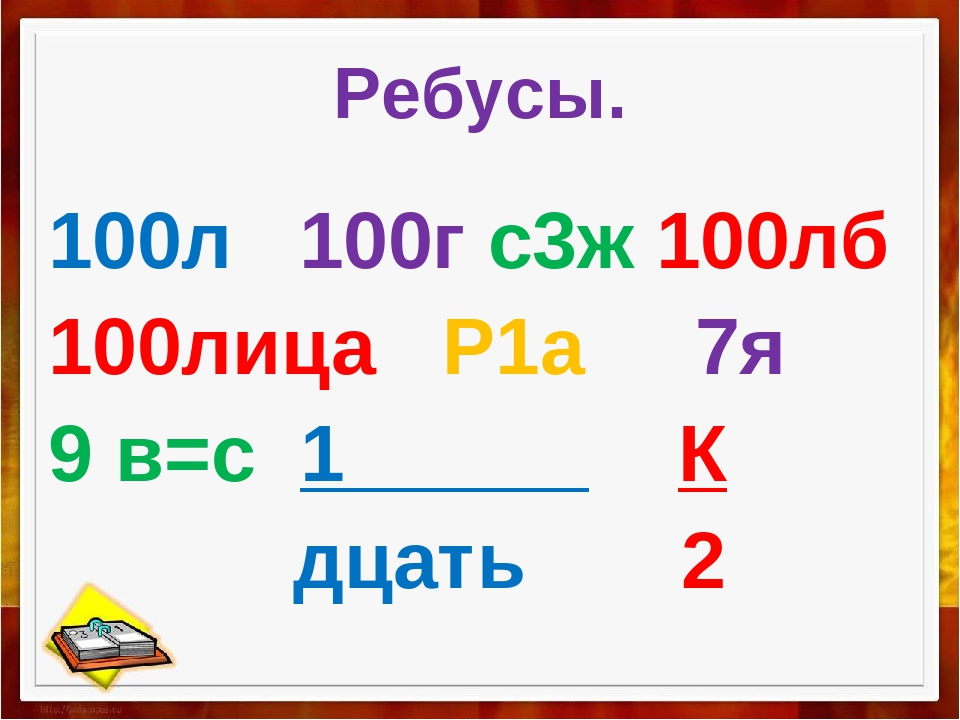 Ребусы.
100л 100г с3ж 100лб
100лица Р1а 7я
9 в=с 1 К
дцать 2